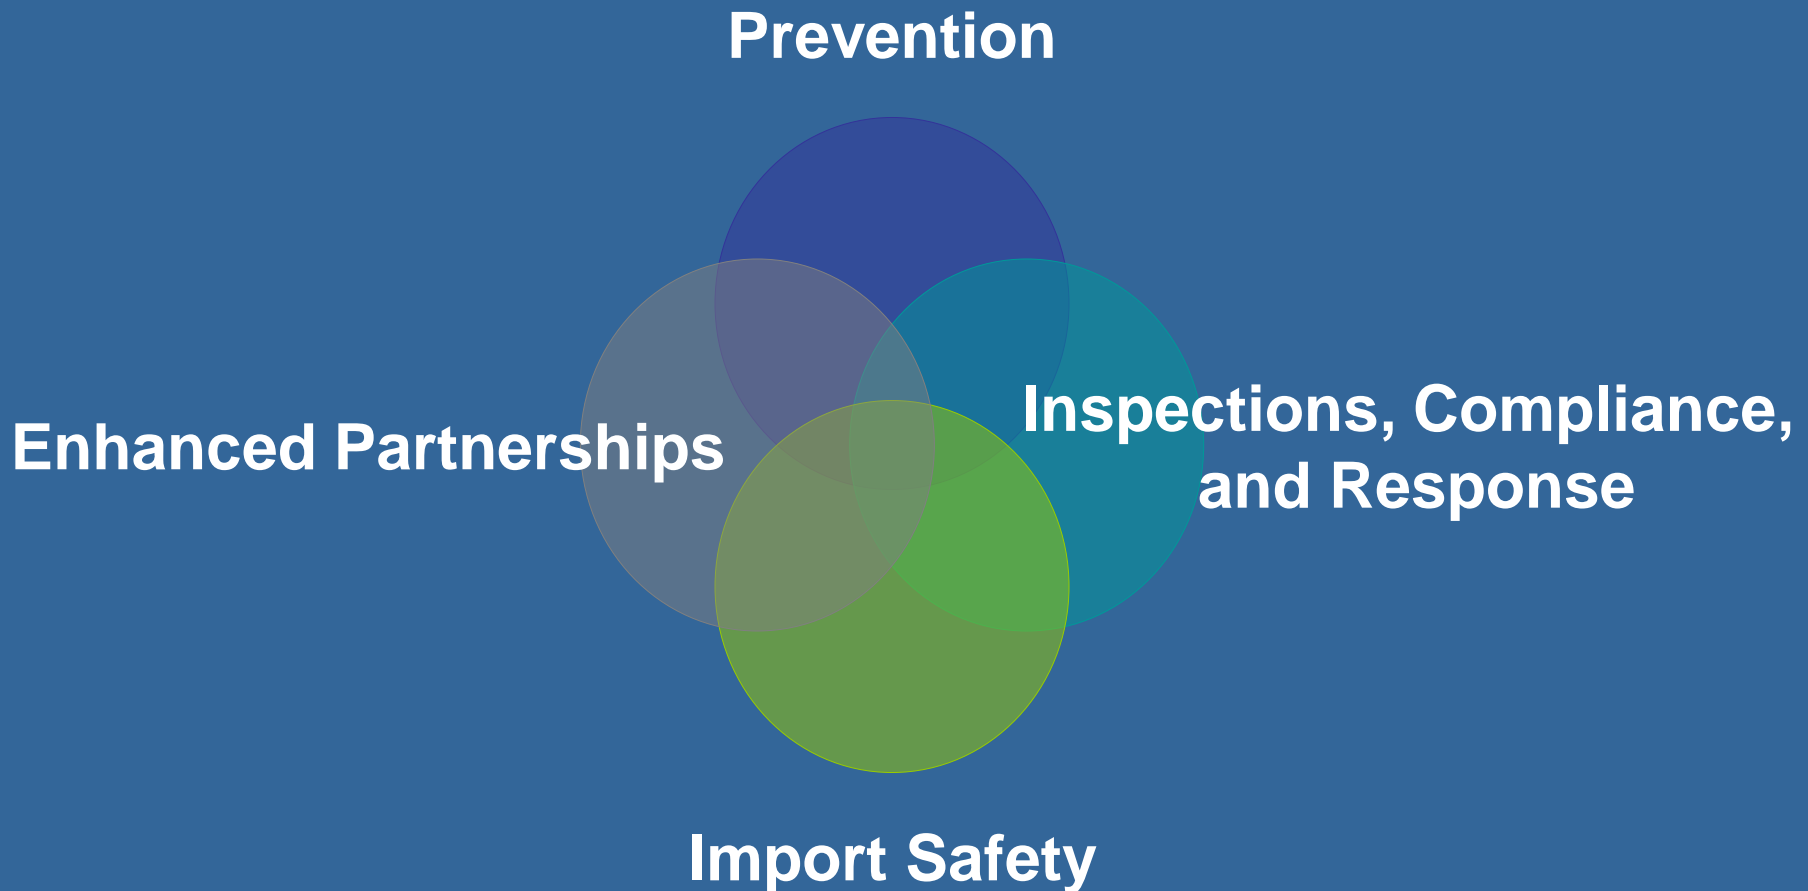 Prevention
Enhanced Partnerships
Inspections, Compliance,
and Response
Import Safety